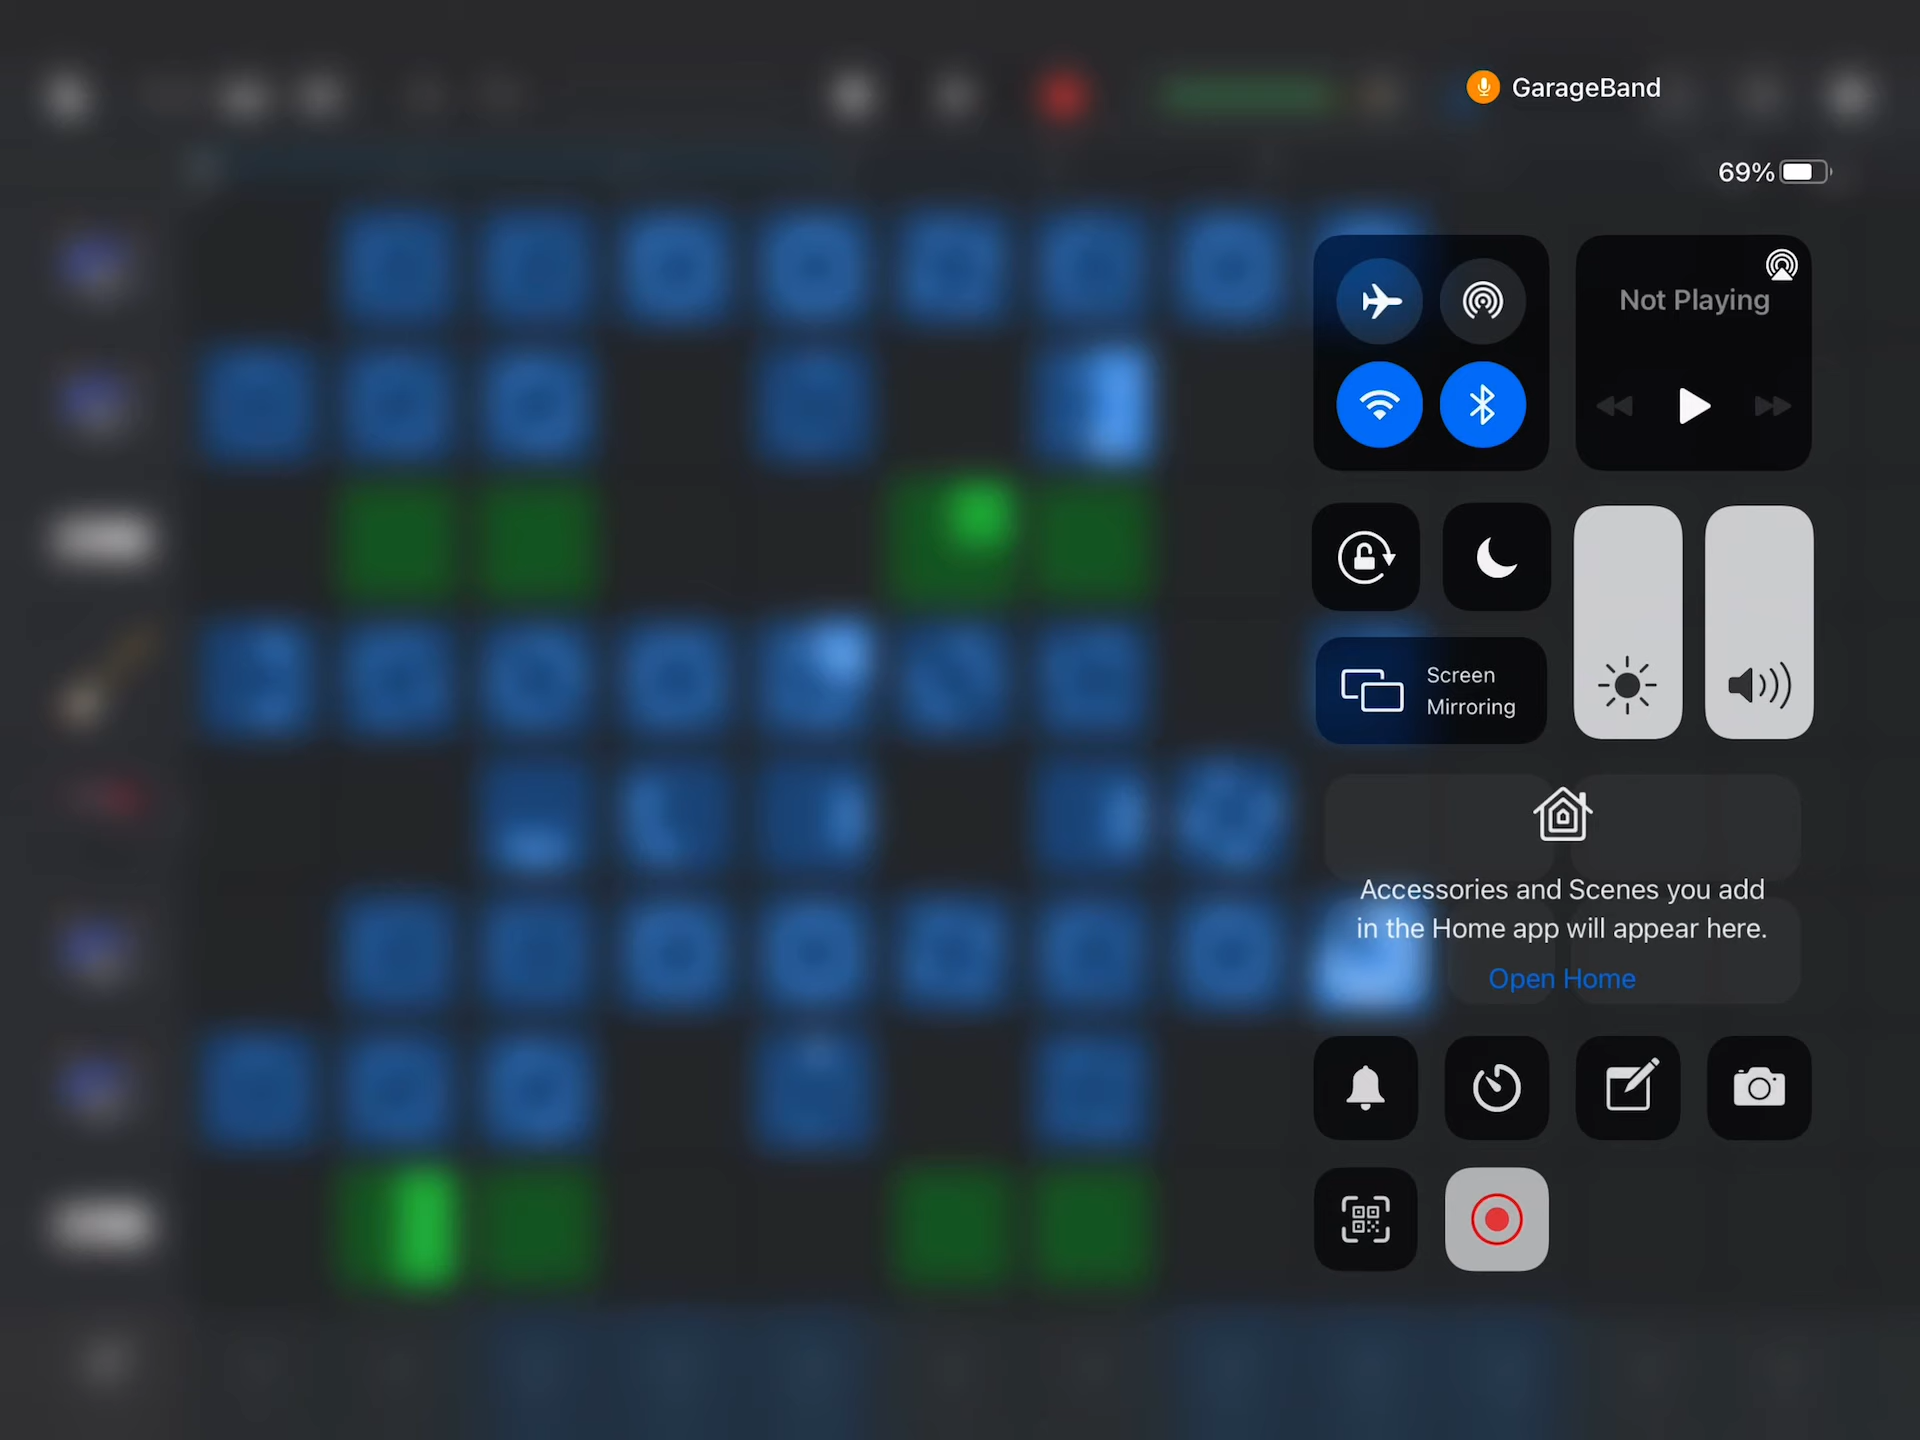 GarageBand
69%
Not Playing
Screen
Mirroring
Accessories and Scenes you add
in the Home app will appear here.
Open Home